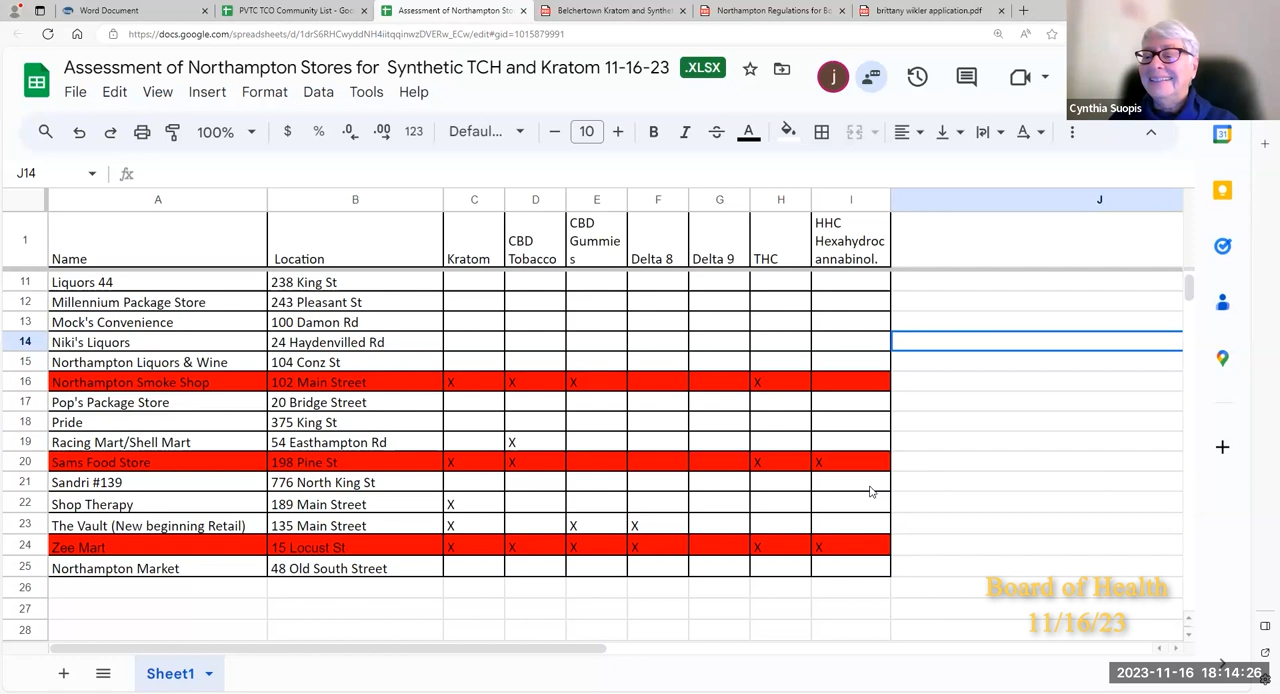 Word Document
PVTC TCO Community List - Goo
Assessment of Northampton Stor
Belchertown Kratom and Synthet
Northampton Regulations for Bo
brittany wikler application.pdf
https://docs.google.com/spreadsheets/d/1drS6RHCwyddNH4iitqqinwzDVERw_ECw/edit#gid=1015879991
Assessment of Northampton Stores for Synthetic TCH and Kratom 11-16-23 .XLSX
File Edit View Insert Format Data Tools Help
j
Cynthia Suopis
100% $ % .0 .00 123 Defaul... 10 B I A
31
J14 fx
A B C D E F G H I J
1 Name Location Kratom CBD Tobacco CBD Gummies Delta 8 Delta 9 THC HHC Hexahydrocannabinol.
11 Liquors 44 238 King St
12 Millennium Package Store 243 Pleasant St
13 Mock's Convenience 100 Damon Rd
14 Niki's Liquors 24 Haydenvilled Rd
15 Northampton Liquors & Wine 104 Conz St
16 Northampton Smoke Shop 102 Main Street X X X X
17 Pop's Package Store 20 Bridge Street
18 Pride 375 King St
19 Racing Mart/Shell Mart 54 Easthampton Rd X
20 Sams Food Store 198 Pine St X X X X
21 Sandri #139 776 North King St
22 Shop Therapy 189 Main Street X
23 The Vault (New beginning Retail) 135 Main Street X X X
24 Zee Mart 15 Locust St X X X X X X
25 Northampton Market 48 Old South Street
26
27
28
Board of Health
11/16/23
Sheet1
2023-11-16 18:14:26